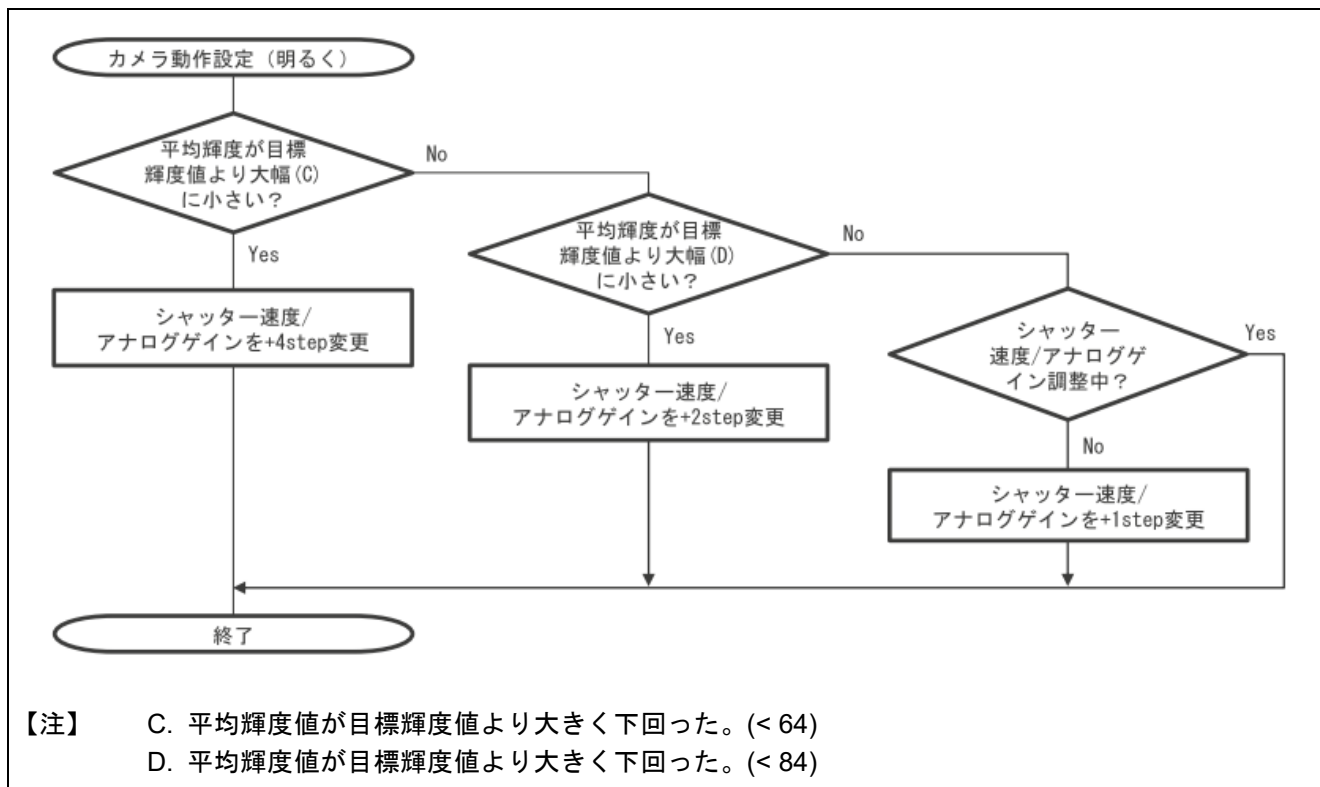 カメラ動作設定（明るく）
平均輝度が目標
輝度値より大幅(C)
に小さい？
No
Yes
シャッター速度/
アナログゲインを+4step変更
平均輝度が目標
輝度値より大幅(D)
に小さい？
No
Yes
シャッター速度/
アナログゲインを+2step変更
シャッター
速度/アナログゲ
イン調整中？
Yes
No
シャッター速度/
アナログゲインを+1step変更
終了
【注】 C. 平均輝度値が目標輝度値より大きく下回った。(< 64)
D. 平均輝度値が目標輝度値より大きく下回った。(< 84)